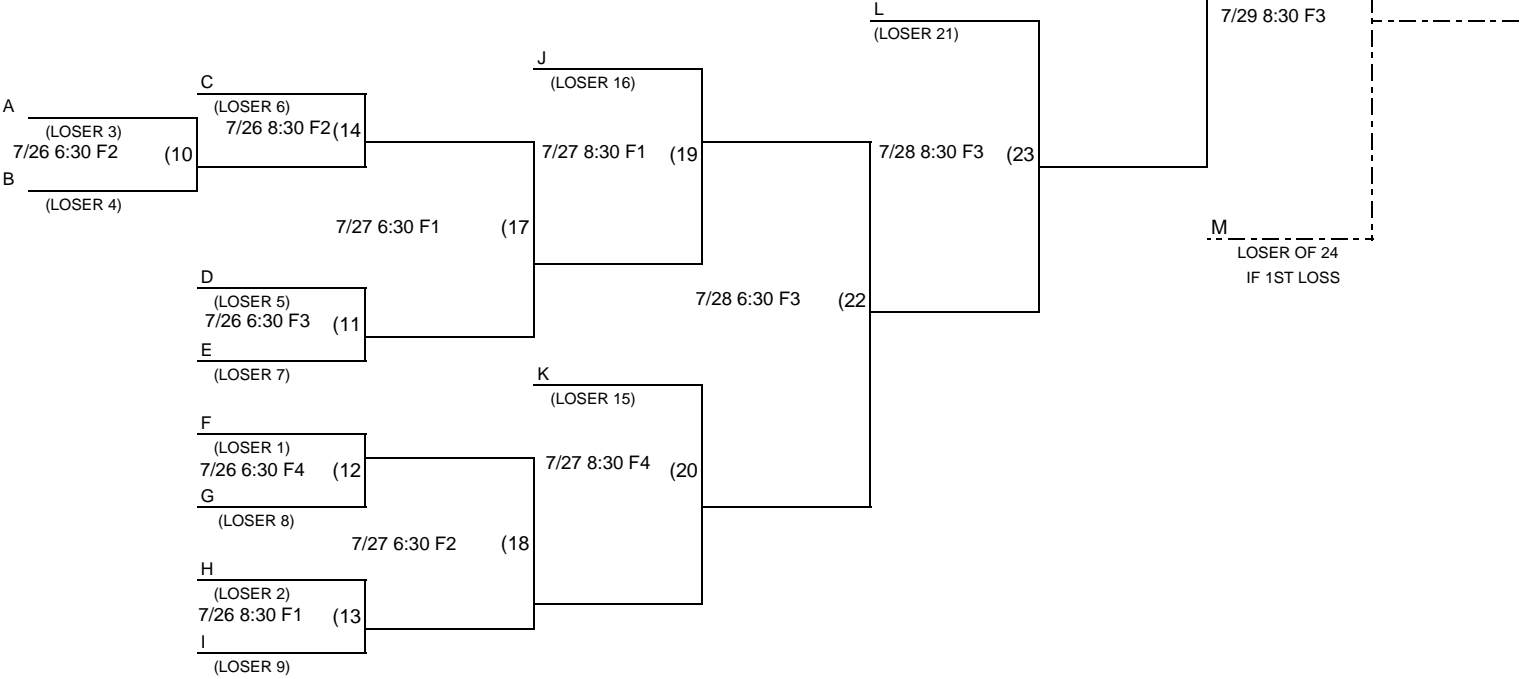 L
(LOSER 21)
7/29 8:30 F3
J
(LOSER 16)
C
(LOSER 6)
7/26 8:30 F2 (14
A
(LOSER 3)
7/26 6:30 F2 (10
B
(LOSER 4)
7/27 8:30 F1 (19
7/28 8:30 F3 (23
7/27 6:30 F1 (17
M
LOSER OF 24
IF 1ST LOSS
D
(LOSER 5)
7/26 6:30 F3 (11
E
(LOSER 7)
7/28 6:30 F3 (22
K
(LOSER 15)
F
(LOSER 1)
7/26 6:30 F4 (12
G
(LOSER 8)
7/27 8:30 F4 (20
7/27 6:30 F2 (18
H
(LOSER 2)
7/26 8:30 F1 (13
I
(LOSER 9)